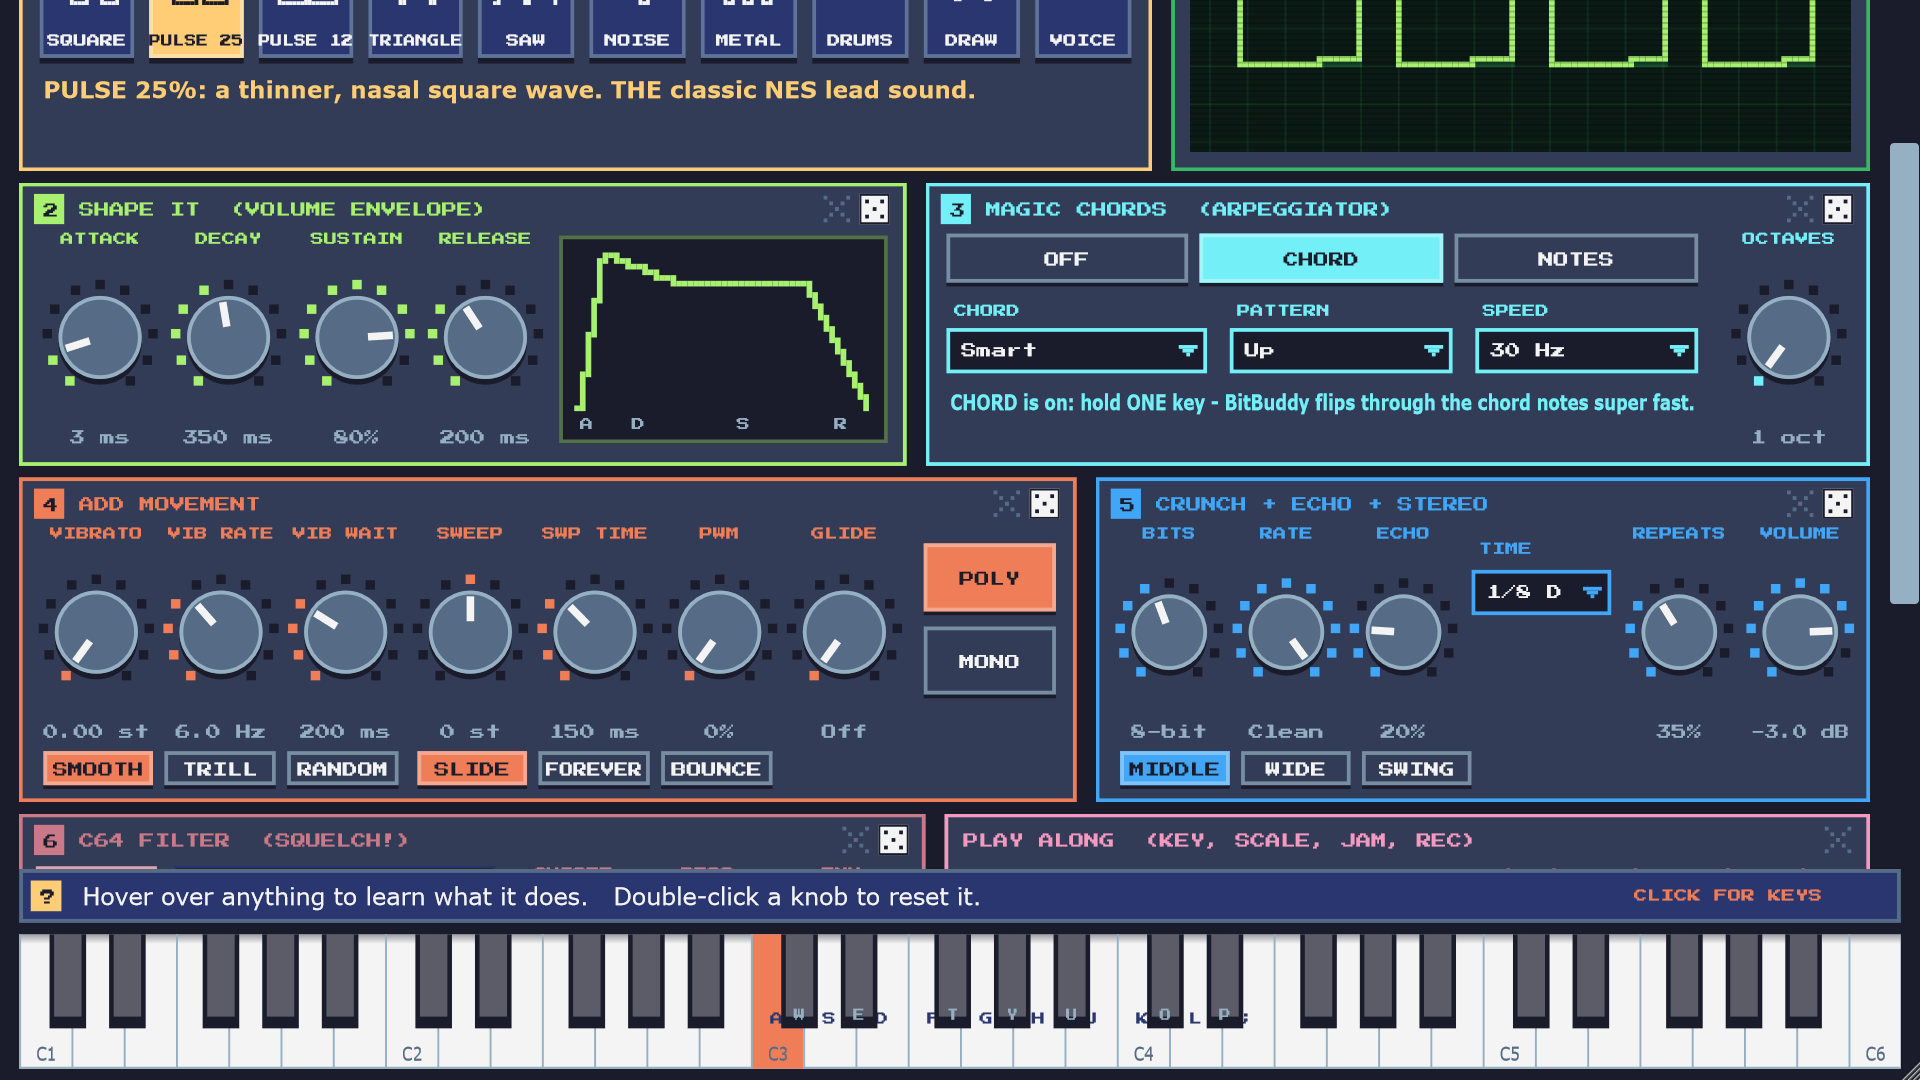 SQUARE PULSE 25 PULSE 12 TRIANGLE SAW NOISE METAL DRUMS DRAW VOICE
PULSE 25%: a thinner, nasal square wave. THE classic NES lead sound.
2 SHAPE IT (VOLUME ENVELOPE)
ATTACK DECAY SUSTAIN RELEASE
A D S R
3 ms 350 ms 80% 200 ms
3 MAGIC CHORDS (ARPEGGIATOR)
OCTAVES
OFF CHORD NOTES
CHORD PATTERN SPEED
Smart Up 30 Hz
CHORD is on: hold ONE key - BitBuddy flips through the chord notes super fast.
1 oct
4 ADD MOVEMENT
VIBRATO VIB RATE VIB WAIT SWEEP SWP TIME PWM GLIDE
POLY
MONO
0.00 st 6.0 Hz 200 ms 0 st 150 ms 0% Off
SMOOTH TRILL RANDOM SLIDE FOREVER BOUNCE
5 CRUNCH + ECHO + STEREO
BITS RATE ECHO TIME REPEATS VOLUME
1/8 D
8-bit Clean 20% 35% -3.0 dB
MIDDLE WIDE SWING
6 C64 FILTER (SQUELCH!)
PLAY ALONG (KEY, SCALE, JAM, REC)
? Hover over anything to learn what it does. Double-click a knob to reset it. CLICK FOR KEYS
A W S E D F T G Y H U J K O L P ;
C1 C2 C3 C4 C5 C6